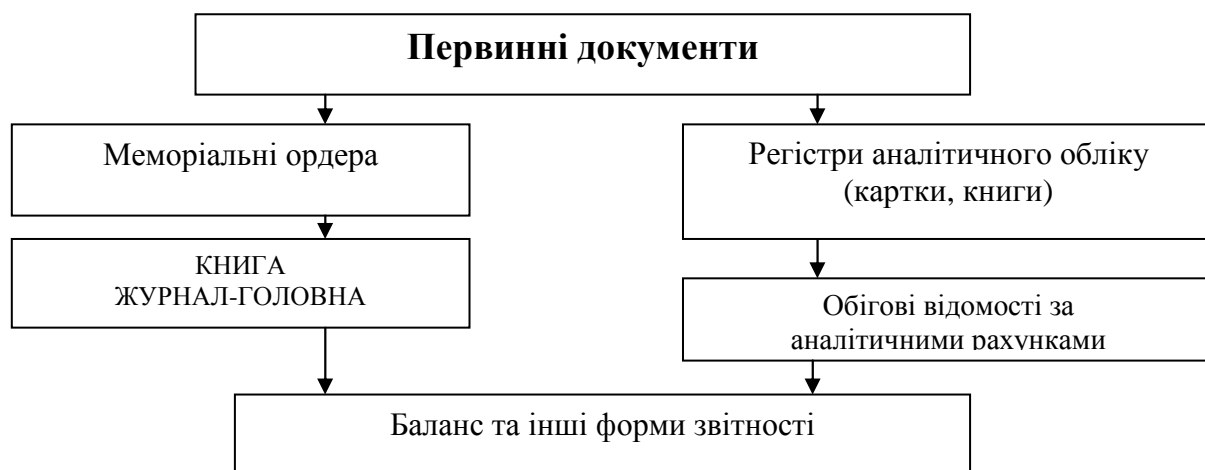 Первинні документи
Меморіальні ордера
Регістри аналітичного обліку
(картки, книги)
КНИГА
ЖУРНАЛ-ГОЛОВНА
Обігові відомості за
аналітичними рахунками
Баланс та інші форми звітності